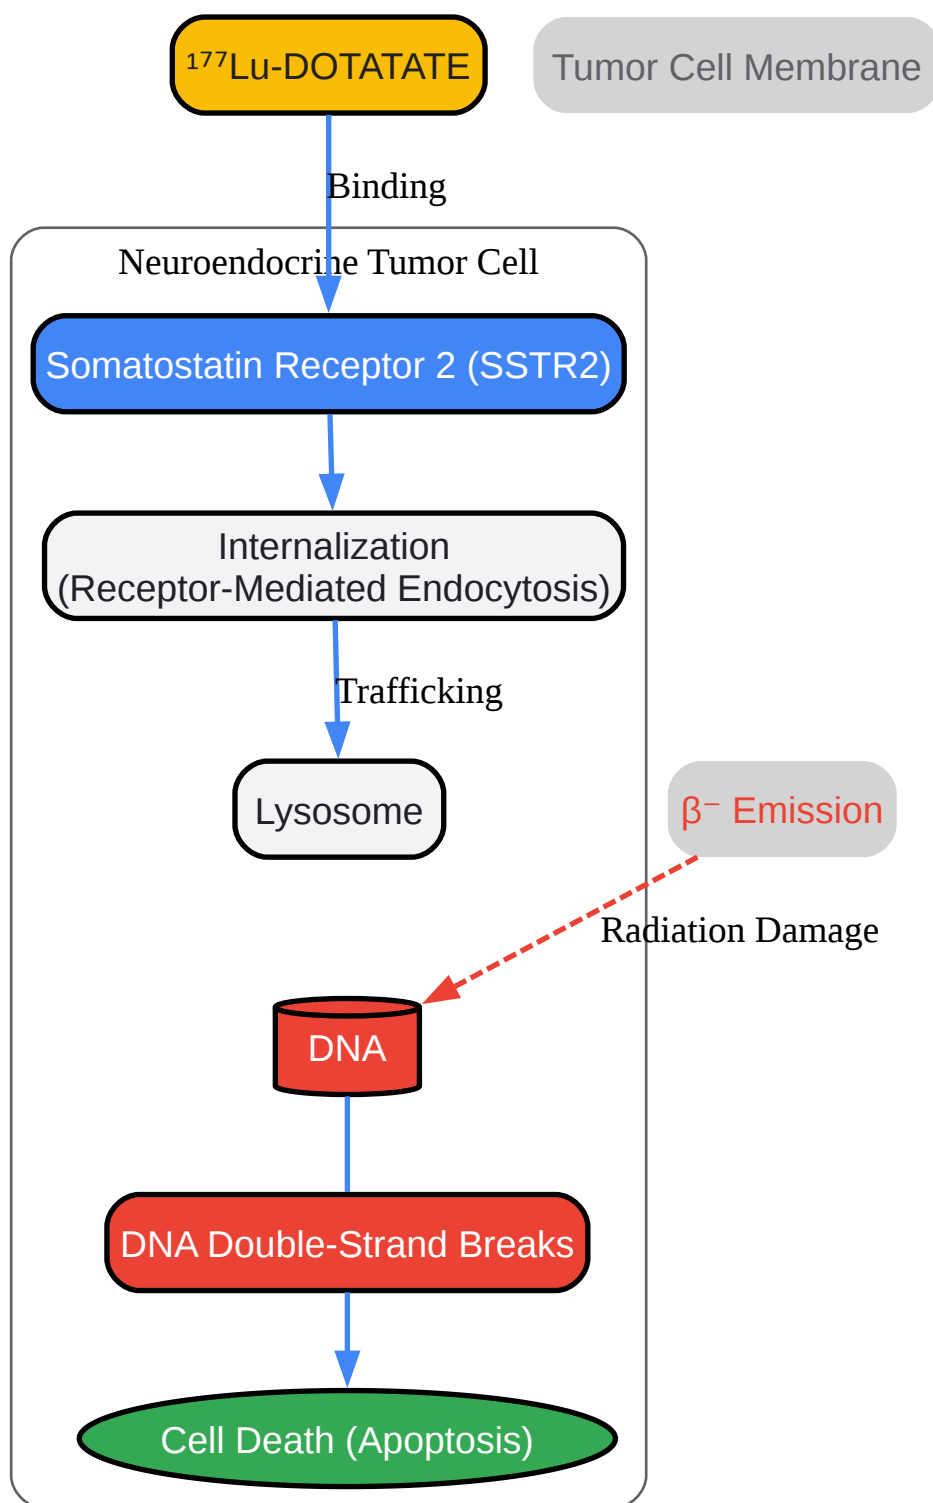 ¹⁷⁷Lu-DOTATATE
Tumor Cell Membrane
Binding
Neuroendocrine Tumor Cell
Somatostatin Receptor 2 (SSTR2)
Internalization
(Receptor-Mediated Endocytosis)
Trafficking
Lysosome
β⁻ Emission
Radiation Damage
DNA
DNA Double-Strand Breaks
Cell Death (Apoptosis)